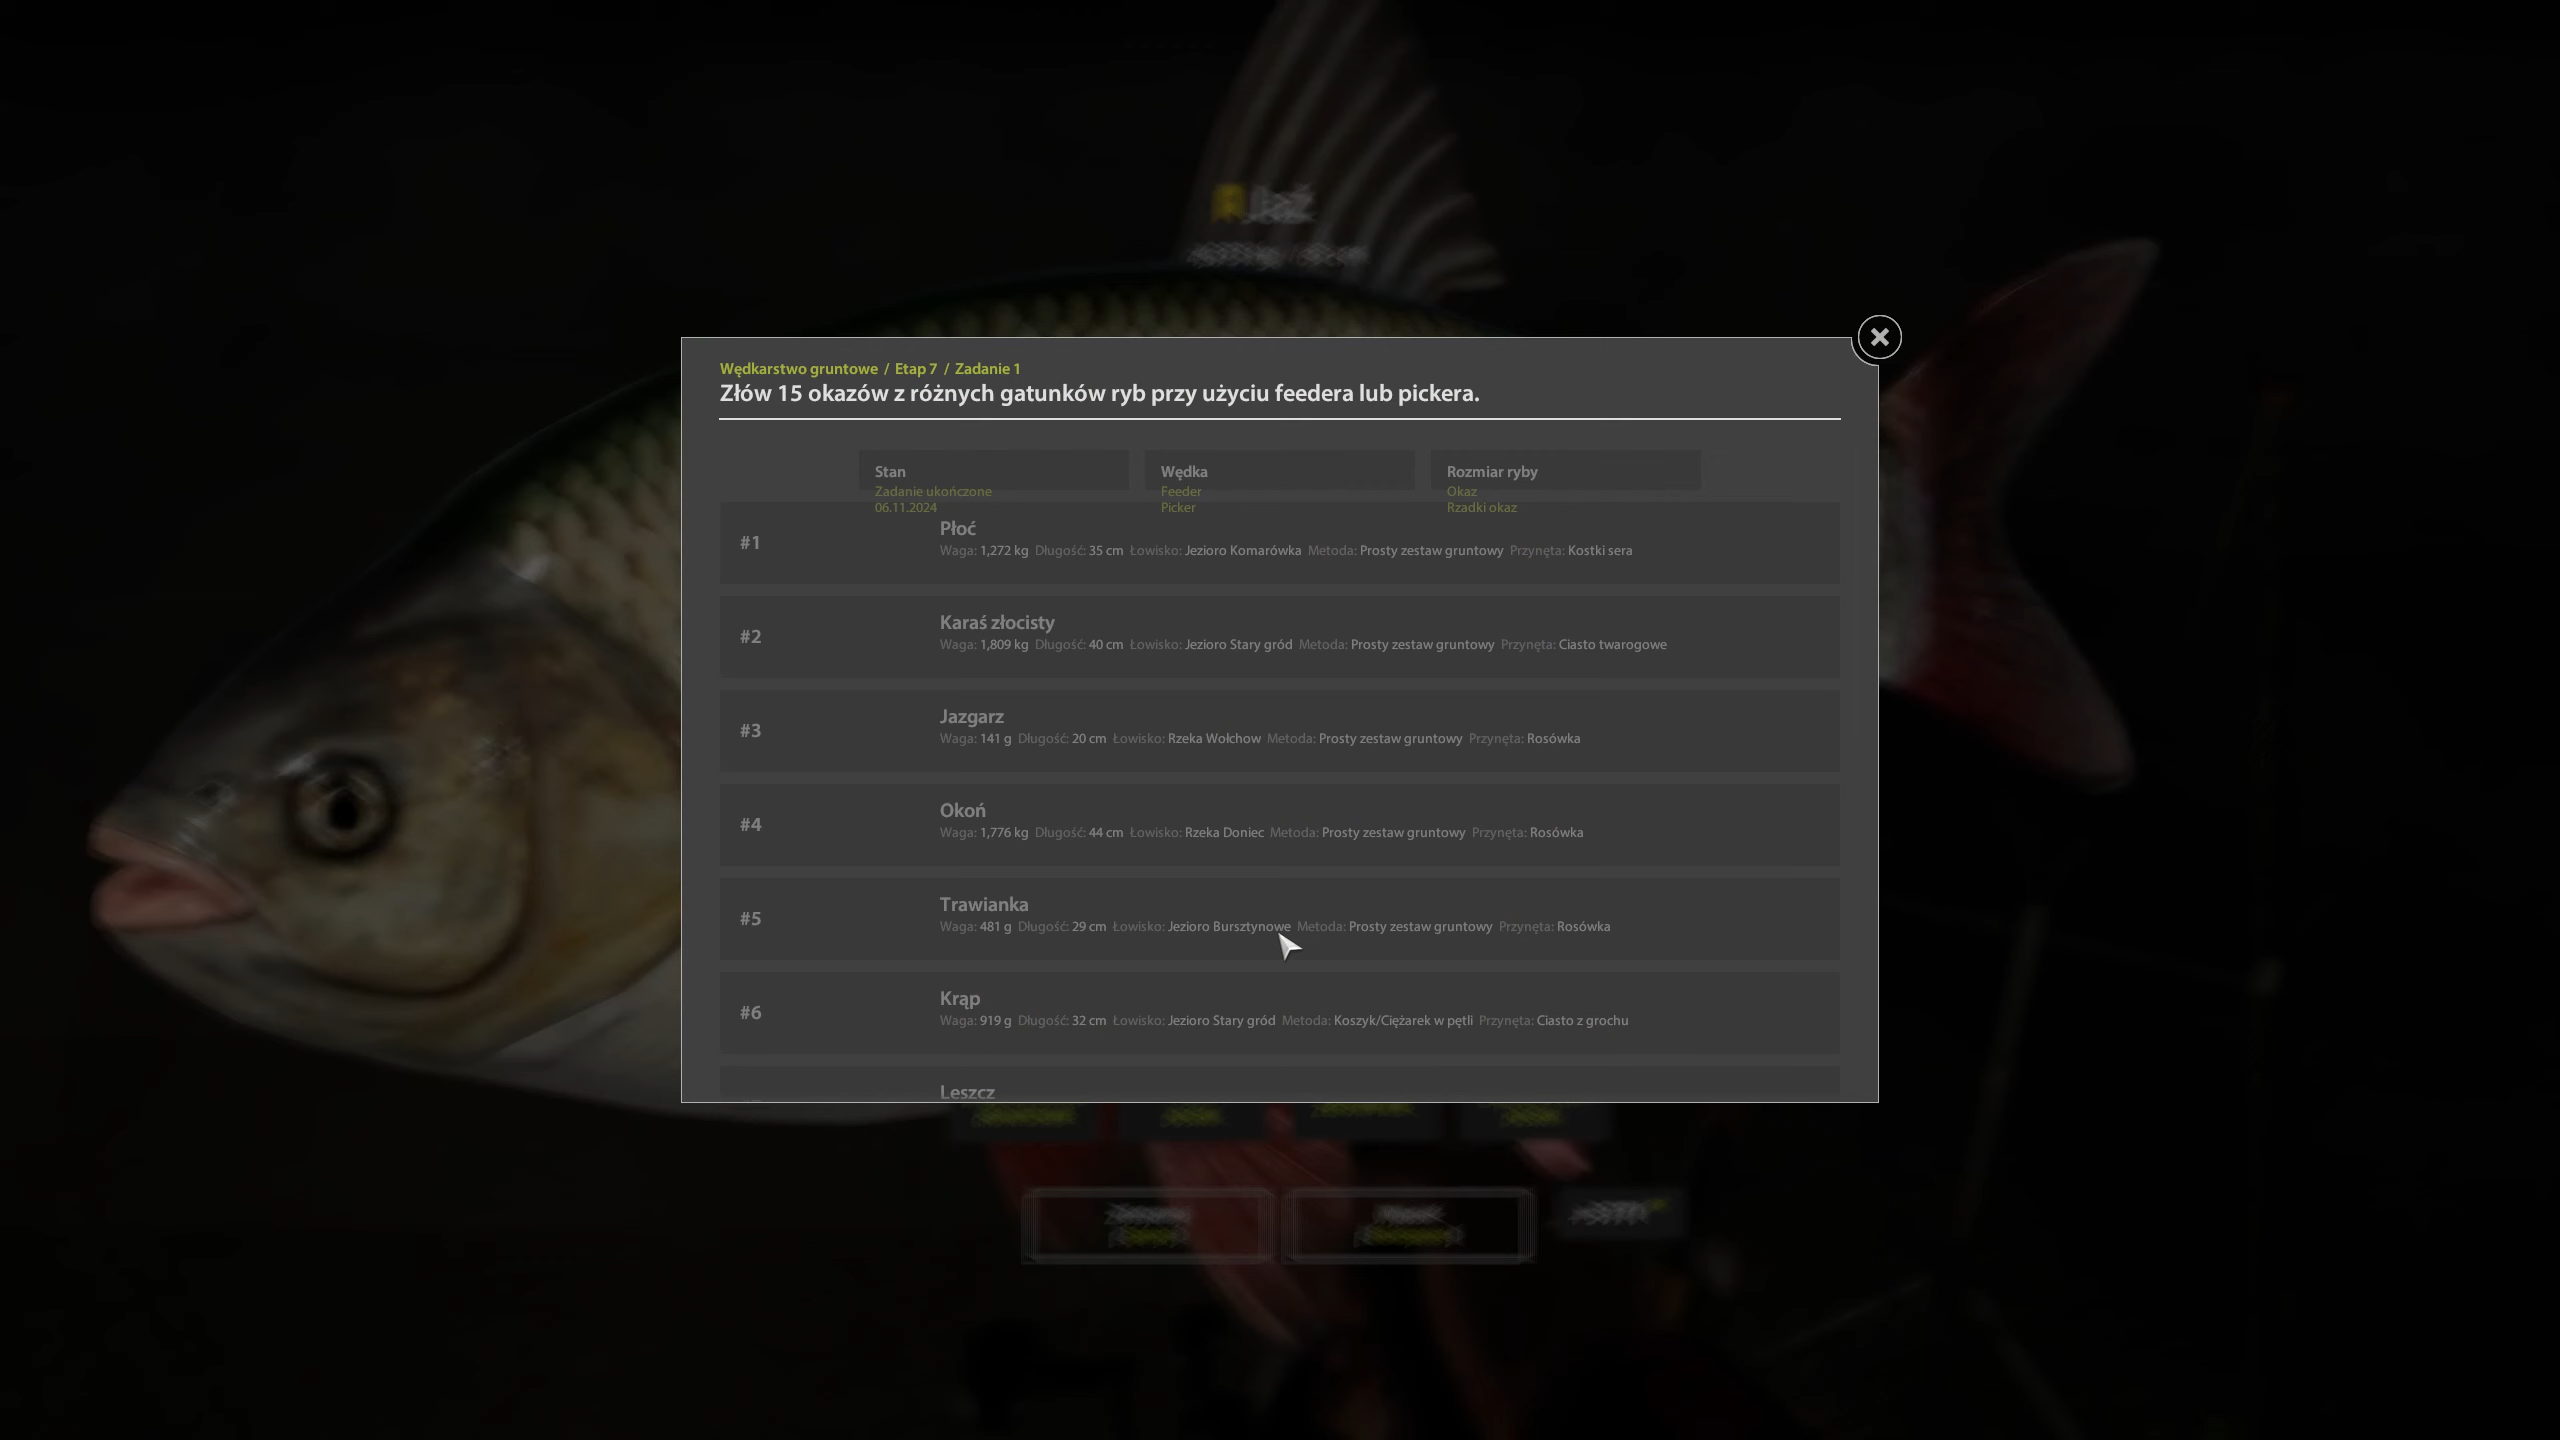 Jaź
Wędkarstwo gruntowe / Etap 7 / Zadanie 1
Złów 15 okazów z różnych gatunków ryb przy użyciu feedera lub pickera.
Stan
Zadanie ukończone
06.11.2024
Wędka
Feeder
Picker
Rozmiar ryby
Okaz
Rzadki okaz
#1
Płoć
Waga: 1,272 kg Długość: 35 cm Łowisko: Jezioro Komarówka Metoda: Prosty zestaw gruntowy Przynęta: Kostki sera
#2
Karaś złocisty
Waga: 1,809 kg Długość: 40 cm Łowisko: Jezioro Stary gród Metoda: Prosty zestaw gruntowy Przynęta: Ciasto twarogowe
#3
Jazgarz
Waga: 141 g Długość: 20 cm Łowisko: Rzeka Wołchow Metoda: Prosty zestaw gruntowy Przynęta: Rosówka
#4
Okoń
Waga: 1,776 kg Długość: 44 cm Łowisko: Rzeka Doniec Metoda: Prosty zestaw gruntowy Przynęta: Rosówka
#5
Trawianka
Waga: 481 g Długość: 29 cm Łowisko: Jezioro Bursztynowe Metoda: Prosty zestaw gruntowy Przynęta: Rosówka
#6
Krąp
Waga: 919 g Długość: 32 cm Łowisko: Jezioro Stary gród Metoda: Koszyk/Ciężarek w pętli Przynęta: Ciasto z grochu
Leszcz